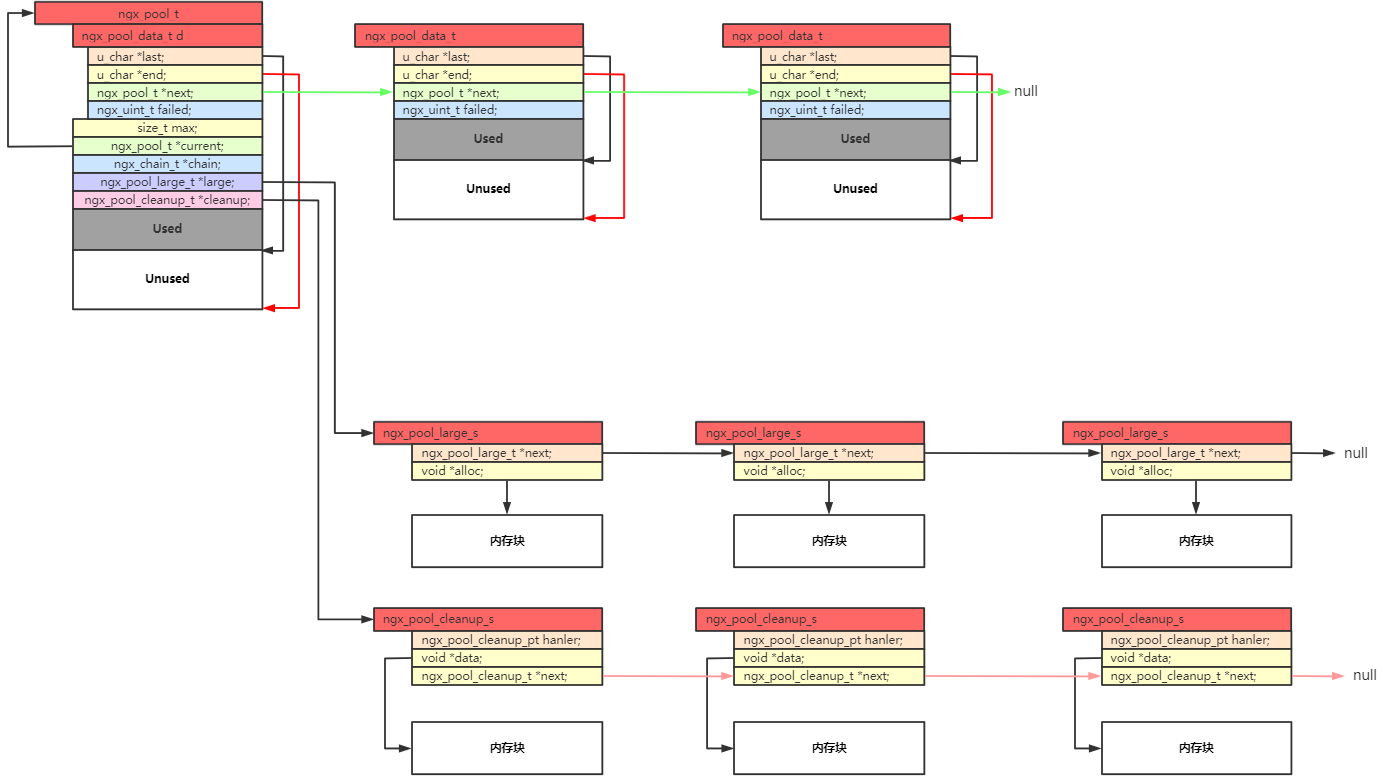 ngx_pool_t
ngx_pool_data_t d
u_char *last;
u_char *end;
ngx_pool_t *next;
ngx_uint_t failed;
size_t max;
ngx_pool_t *current;
ngx_chain_t *chain;
ngx_pool_large_t *large;
ngx_pool_cleanup_t *cleanup;
Used
Unused
ngx_pool_data_t
u_char *last;
u_char *end;
ngx_pool_t *next;
ngx_uint_t failed;
Used
Unused
ngx_pool_data_t
u_char *last;
u_char *end;
ngx_pool_t *next;
ngx_uint_t failed;
Used
Unused
null
ngx_pool_large_s
ngx_pool_large_t *next;
void *alloc;
内存块
ngx_pool_large_s
ngx_pool_large_t *next;
void *alloc;
内存块
ngx_pool_large_s
ngx_pool_large_t *next;
void *alloc;
内存块
null
ngx_pool_cleanup_s
ngx_pool_cleanup_pt hanler;
void *data;
ngx_pool_cleanup_t *next;
内存块
ngx_pool_cleanup_s
ngx_pool_cleanup_pt hanler;
void *data;
ngx_pool_cleanup_t *next;
内存块
ngx_pool_cleanup_s
ngx_pool_cleanup_pt hanler;
void *data;
ngx_pool_cleanup_t *next;
内存块
null